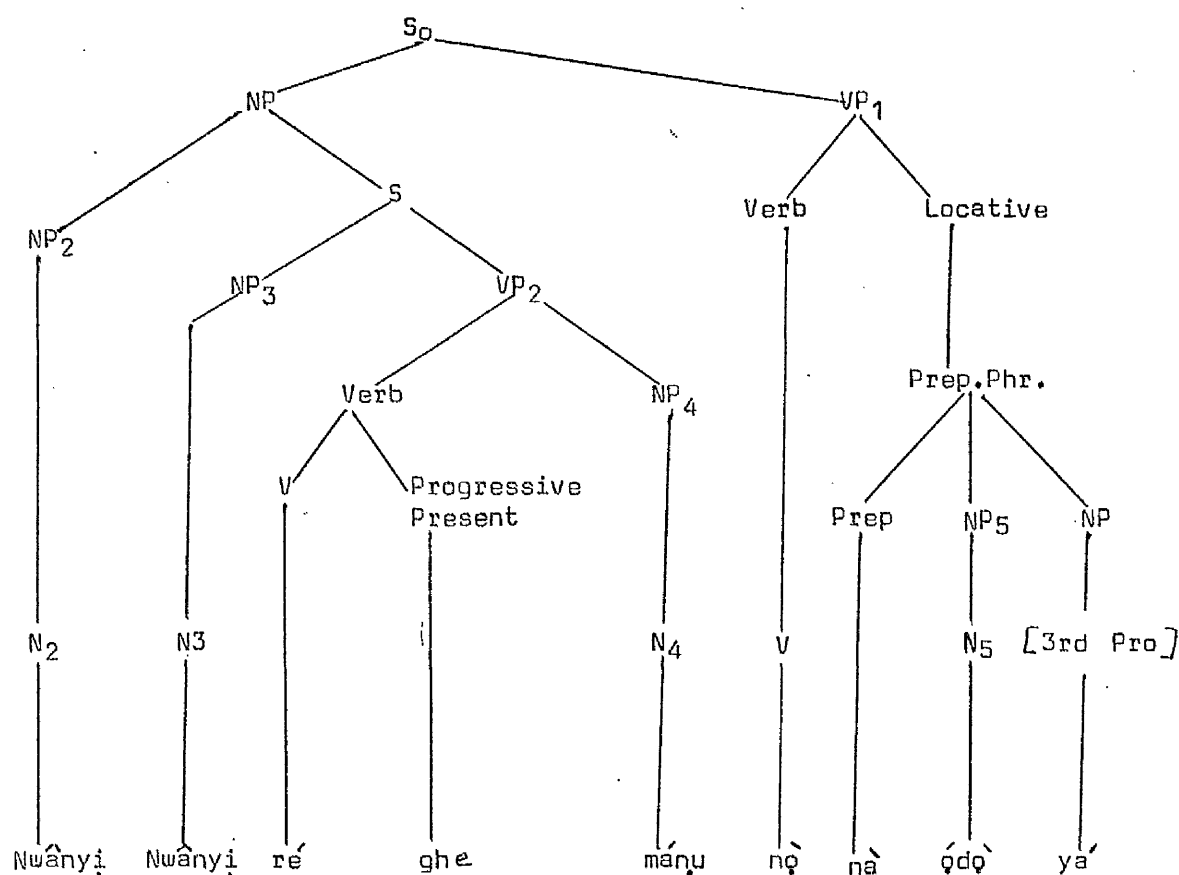 S0
NP VP1
S
Verb Locative
NP2
NP3 VP2
Prep.Phr.
Verb NP4
V Progressive
Present
Prep NP5 NP
N2 N3 N4 V N5 [3rd Pro]
Nwânyị Nwânyị ré ghe mánụ nọ̀ nà ọ́dọ́ yá